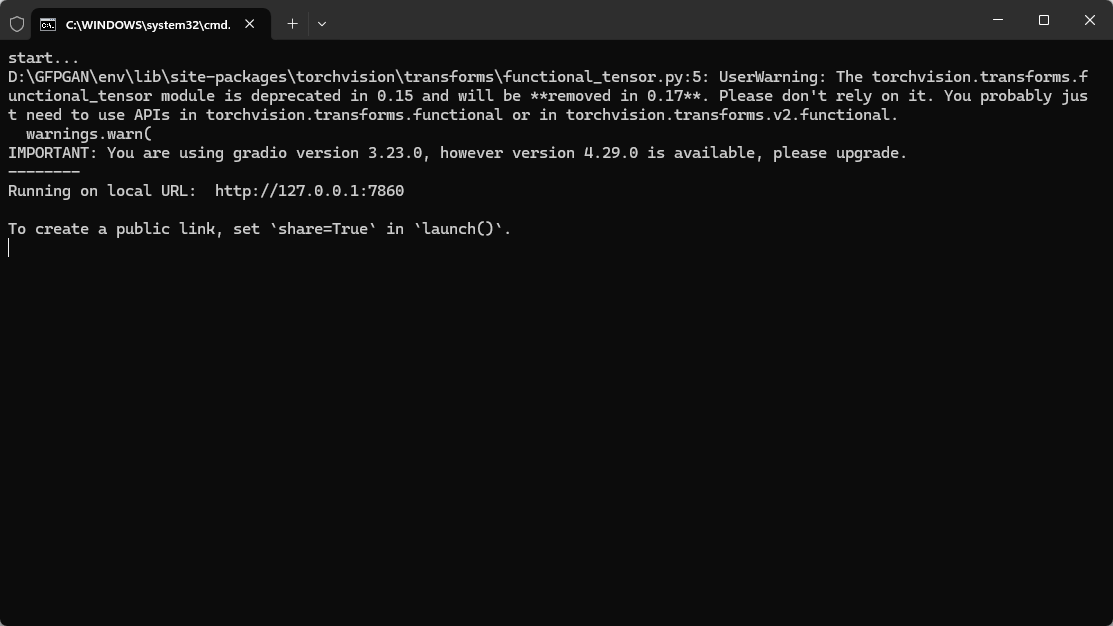 C:\WINDOWS\system32\cmd.
start...
D:\GFPGAN\env\lib\site-packages\torchvision\transforms\functional_tensor.py:5: UserWarning: The torchvision.transforms.f
unctional_tensor module is deprecated in 0.15 and will be **removed in 0.17**. Please don't rely on it. You probably jus
t need to use APIs in torchvision.transforms.functional or in torchvision.transforms.v2.functional.
  warnings.warn(
IMPORTANT: You are using gradio version 3.23.0, however version 4.29.0 is available, please upgrade.
--------
Running on local URL:  http://127.0.0.1:7860
To create a public link, set `share=True` in `launch()`.